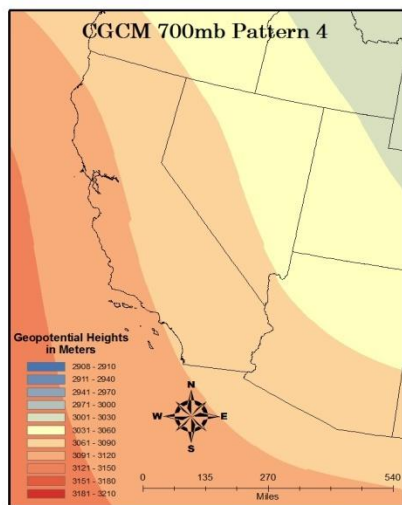 CGCM 700mb Pattern 4
Geopotential Heights
in Meters
2908 - 2910
2911 - 2940
2941 - 2970
2971 - 3000
3001 - 3030
3031 - 3060
3061 - 3090
3091 - 3120
3121 - 3150
3151 - 3180
3181 - 3210
N
W E
S
0 135 270 540
Miles